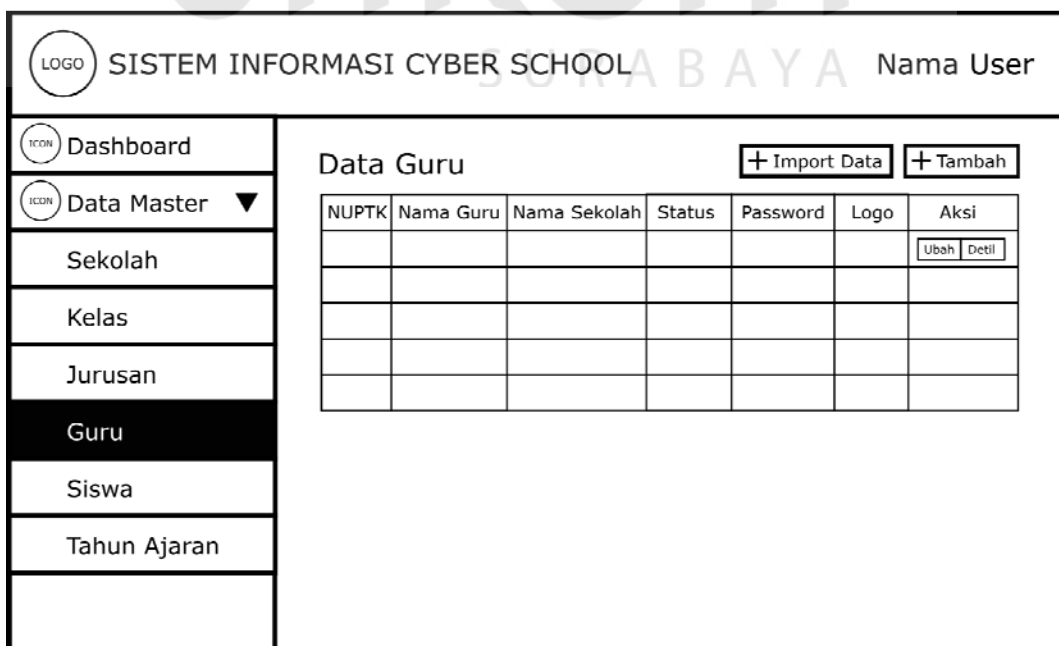 LOGO SISTEM INFORMASI CYBER SCHOOL Nama User
SURABAYA
ICON Dashboard
ICON Data Master
Sekolah
Kelas
Jurusan
Guru
Siswa
Tahun Ajaran
Data Guru + Import Data + Tambah
NUPTK Nama Guru Nama Sekolah Status Password Logo Aksi
Ubah Detil